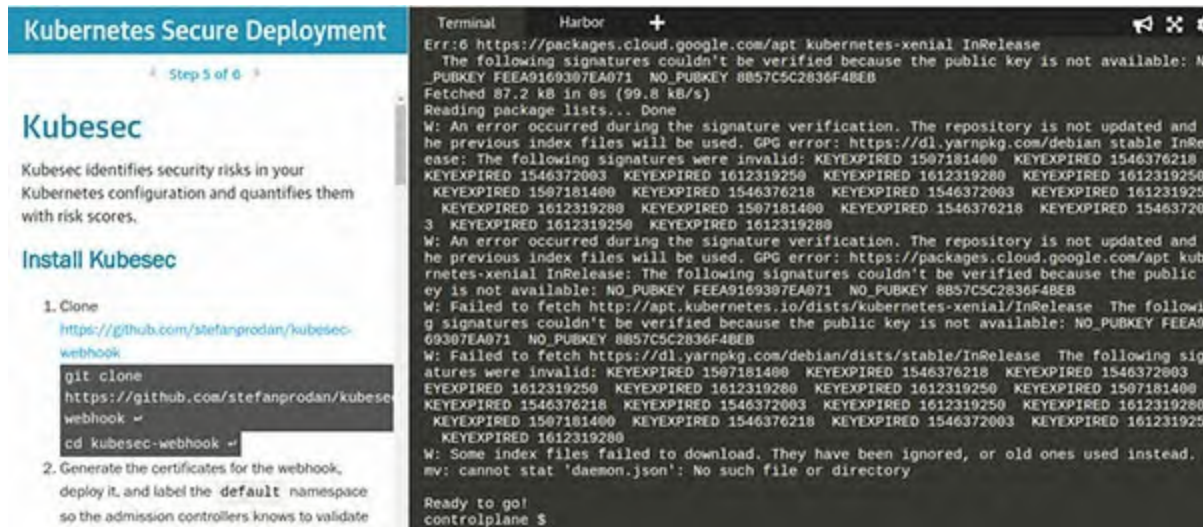 Kubernetes Secure Deployment
Step 5 of 6
Kubesec
Kubesec identifies security risks in your
Kubernetes configuration and quantifies them
with risk scores.
Install Kubesec
1. Clone
https://github.com/stefanprodan/kubesec-
webhook
git clone
https://github.com/stefanprodan/kubesec
webhook ↵
cd kubesec-webhook ↵
2. Generate the certificates for the webhook,
deploy it, and label the default namespace
so the admission controllers knows to validate
Terminal Harbor +
Err:6 https://packages.cloud.google.com/apt kubernetes-xenial InRelease
The following signatures couldn't be verified because the public key is not available: N
_PUBKEY FEEA9169307EA071 NO_PUBKEY 8B57C5C2836F4BEB
Fetched 87.2 kB in 0s (99.8 kB/s)
Reading package lists... Done
W: An error occurred during the signature verification. The repository is not updated and
he previous index files will be used. GPG error: https://dl.yarnpkg.com/debian stable InRe
ease: The following signatures were invalid: KEYEXPIRED 1507181400 KEYEXPIRED 1546376218
KEYEXPIRED 1546372003 KEYEXPIRED 1612319250 KEYEXPIRED 1612319280 KEYEXPIRED 1612319250
KEYEXPIRED 1507181400 KEYEXPIRED 1546376218 KEYEXPIRED 1546372003 KEYEXPIRED 16123192
KEYEXPIRED 1612319280 KEYEXPIRED 1507181400 KEYEXPIRED 1546376218 KEYEXPIRED 15463720
3 KEYEXPIRED 1612319250 KEYEXPIRED 1612319280
W: An error occurred during the signature verification. The repository is not updated and
he previous index files will be used. GPG error: https://packages.cloud.google.com/apt kub
rnetes-xenial InRelease: The following signatures couldn't be verified because the public
ey is not available: NO_PUBKEY FEEA9169307EA071 NO_PUBKEY 8B57C5C2836F4BEB
W: Failed to fetch http://apt.kubernetes.io/dists/kubernetes-xenial/InRelease The follow
g signatures couldn't be verified because the public key is not available: NO_PUBKEY FEEA
69307EA071 NO_PUBKEY 8B57C5C2836F4BEB
W: Failed to fetch https://dl.yarnpkg.com/debian/dists/stable/InRelease The following sig
atures were invalid: KEYEXPIRED 1507181400 KEYEXPIRED 1546376218 KEYEXPIRED 1546372003
EYEXPIRED 1612319250 KEYEXPIRED 1612319280 KEYEXPIRED 1612319250 KEYEXPIRED 1507181400
KEYEXPIRED 1546376218 KEYEXPIRED 1546372003 KEYEXPIRED 1612319250 KEYEXPIRED 1612319280
KEYEXPIRED 1507181400 KEYEXPIRED 1546376218 KEYEXPIRED 1546372003 KEYEXPIRED 161231925
KEYEXPIRED 1612319280
W: Some index files failed to download. They have been ignored, or old ones used instead.
mv: cannot stat 'daemon.json': No such file or directory
Ready to go!
controlplane $